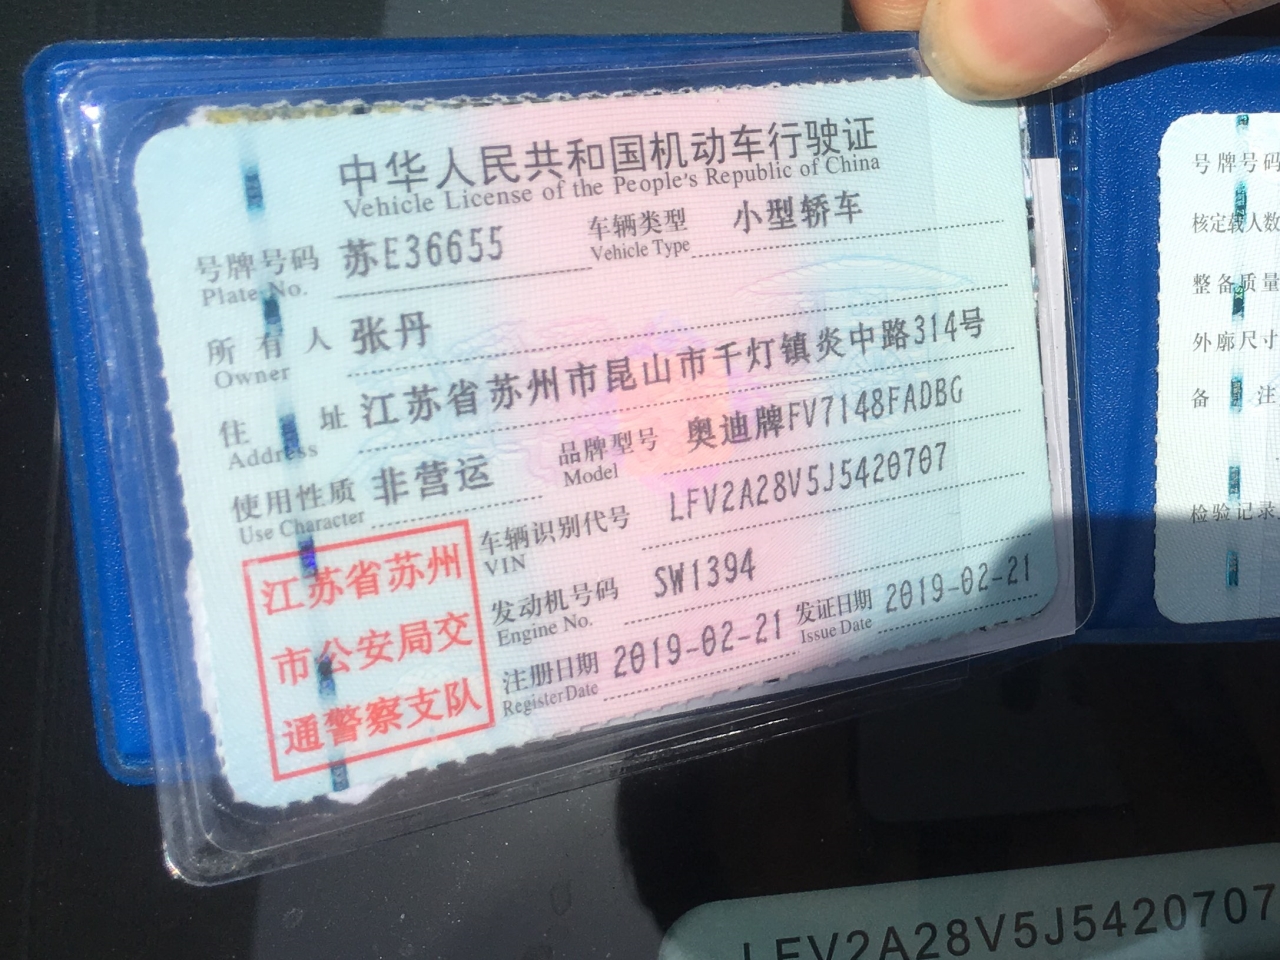 中华人民共和国机动车行驶证
Vehicle License of the People's Republic of China
号牌号码 苏E36655 车辆类型 小型轿车
Plate No. Vehicle Type
所有人 张丹
Owner
住址 江苏省苏州市昆山市千灯镇炎中路314号
Address
使用性质 非营运 品牌型号 奥迪牌FV7148FADBG
Use Character Model
江苏省苏州
市公安局交
通警察支队
车辆识别代号 LFV2A28V5J5420707
VIN
发动机号码 SW1394
Engine No.
注册日期 2019-02-21 发证日期 2019-02-21
Register Date Issue Date
号牌号码
核定载人数
整备质量
外廓尺寸
备注
检验记录
LFV2A28V5J5420707